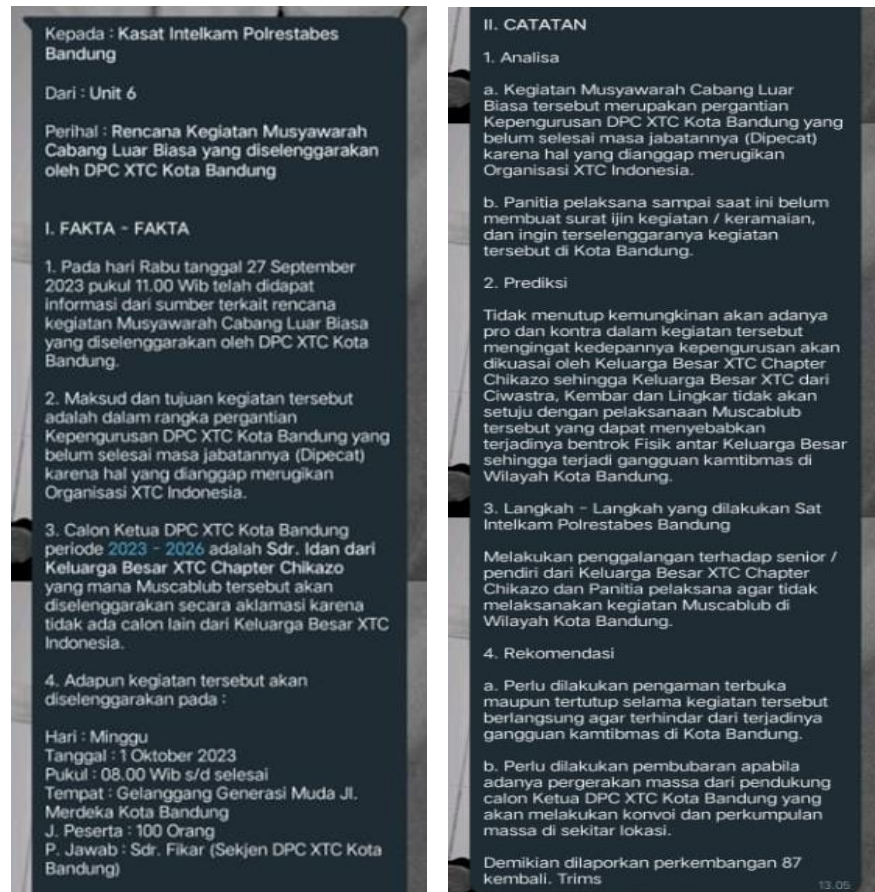 Kepada : Kasat Intelkam Polrestabes
Bandung
Dari : Unit 6
Perihal : Rencana Kegiatan Musyawarah
Cabang Luar Biasa yang diselenggarakan
oleh DPC XTC Kota Bandung
I. FAKTA - FAKTA
1. Pada hari Rabu tanggal 27 September
2023 pukul 11.00 Wib telah didapat
informasi dari sumber terkait rencana
kegiatan Musyawarah Cabang Luar Biasa
yang diselenggarakan oleh DPC XTC Kota
Bandung.
2. Maksud dan tujuan kegiatan tersebut
adalah dalam rangka pergantian
Kepengurusan DPC XTC Kota Bandung yang
belum selesai masa jabatannya (Dipecat)
karena hal yang dianggap merugikan
Organisasi XTC Indonesia.
3. Calon Ketua DPC XTC Kota Bandung
periode 2023 - 2026 adalah Sdr. Idan dari
Keluarga Besar XTC Chapter Chikazo
yang mana Muscablub tersebut akan
diselenggarakan secara aklamasi karena
tidak ada calon lain dari Keluarga Besar XTC
Indonesia.
4. Adapun kegiatan tersebut akan
diselenggarakan pada :
Hari : Minggu
Tanggal : 1 Oktober 2023
Pukul : 08.00 Wib s/d selesai
Tempat : Gelanggang Generasi Muda Jl.
Merdeka Kota Bandung
J. Peserta : 100 Orang
P. Jawab : Sdr. Fikar (Sekjen DPC XTC Kota
Bandung)
II. CATATAN
1. Analisa
a. Kegiatan Musyawarah Cabang Luar
Biasa tersebut merupakan pergantian
Kepengurusan DPC XTC Kota Bandung yang
belum selesai masa jabatannya (Dipecat)
karena hal yang dianggap merugikan
Organisasi XTC Indonesia.
b. Panitia pelaksana sampai saat ini belum
membuat surat ijin kegiatan / keramaian,
dan ingin terselenggaranya kegiatan
tersebut di Kota Bandung.
2. Prediksi
Tidak menutup kemungkinan akan adanya
pro dan kontra dalam kegiatan tersebut
mengingat kedepannya kepengurusan akan
dikuasai oleh Keluarga Besar XTC Chapter
Chikazo sehingga Keluarga Besar XTC dari
Ciwastra, Kembar dan Lingkar tidak akan
setuju dengan pelaksanaan Muscablub
tersebut yang dapat menyebabkan
terjadinya bentrok Fisik antar Keluarga Besar
sehingga terjadi gangguan kamtibmas di
Wilayah Kota Bandung.
3. Langkah - Langkah yang dilakukan Sat
Intelkam Polrestabes Bandung
Melakukan penggalangan terhadap senior /
pendiri dari Keluarga Besar XTC Chapter
Chikazo dan Panitia pelaksana agar tidak
melaksanakan kegiatan Muscablub di
Wilayah Kota Bandung.
4. Rekomendasi
a. Perlu dilakukan pengaman terbuka
maupun tertutup selama kegiatan tersebut
berlangsung agar terhindar dari terjadinya
gangguan kamtibmas di Kota Bandung.
b. Perlu dilakukan pembubaran apabila
adanya pergerakan massa dari pendukung
calon Ketua DPC XTC Kota Bandung yang
akan melakukan konvoi dan perkumpulan
massa di sekitar lokasi.
Demikian dilaporkan perkembangan 87
kembali. Trims
13.05